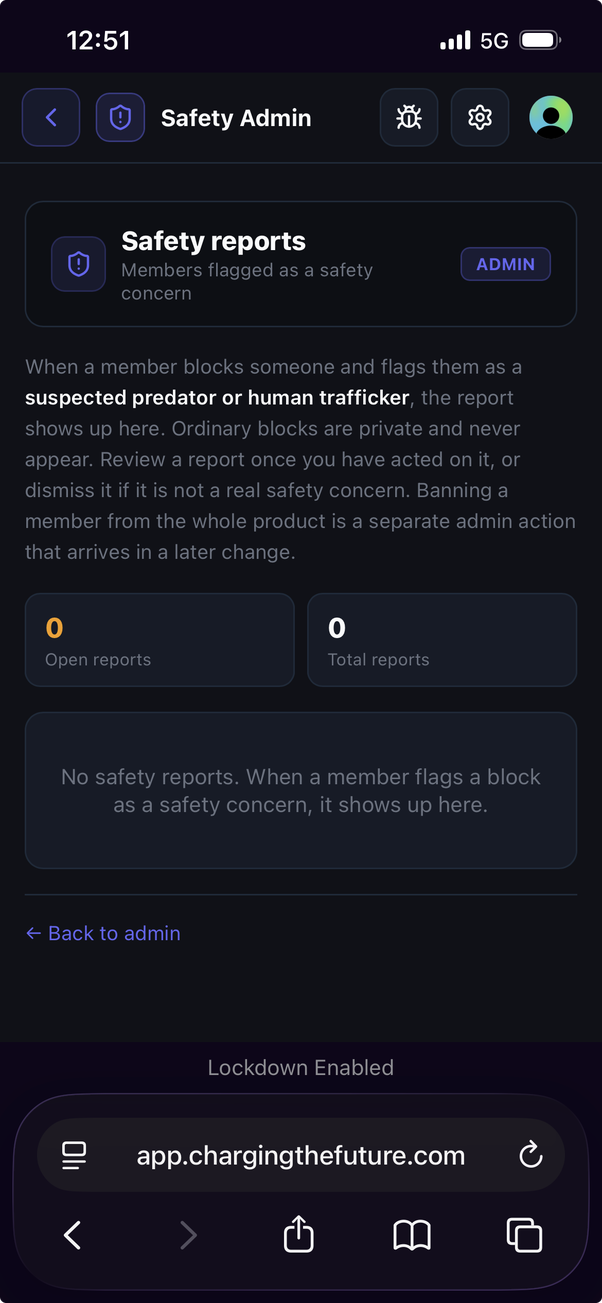 12:51
5G
Safety Admin
Safety reports
Members flagged as a safety
concern
ADMIN
When a member blocks someone and flags them as a
suspected predator or human trafficker, the report
shows up here. Ordinary blocks are private and never
appear. Review a report once you have acted on it, or
dismiss it if it is not a real safety concern. Banning a
member from the whole product is a separate admin action
that arrives in a later change.
0
Open reports
0
Total reports
No safety reports. When a member flags a block
as a safety concern, it shows up here.
← Back to admin
Lockdown Enabled
app.chargingthefuture.com